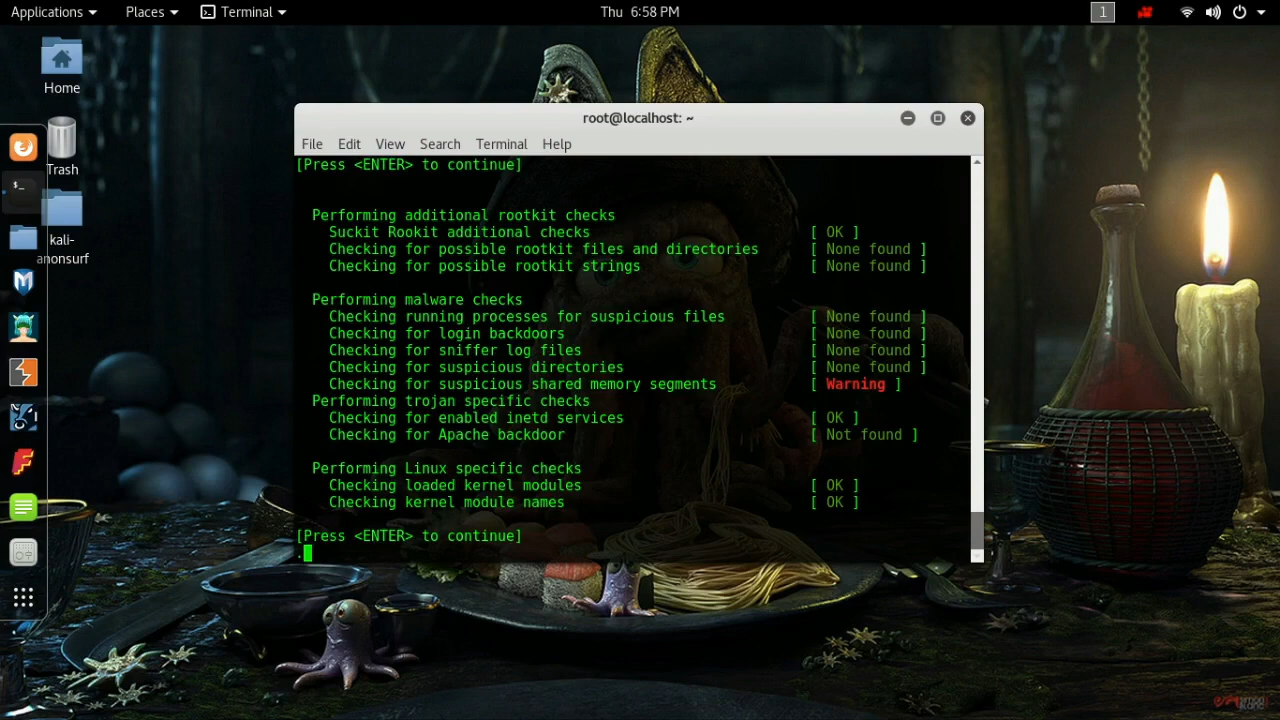 Applications Places Terminal Thu 6:58 PM 1
Home
Trash
kali-
anonsurf
root@localhost: ~
File Edit View Search Terminal Help
[Press <ENTER> to continue]
Performing additional rootkit checks
Suckit Rookit additional checks [ OK ]
Checking for possible rootkit files and directories [ None found ]
Checking for possible rootkit strings [ None found ]
Performing malware checks
Checking running processes for suspicious files [ None found ]
Checking for login backdoors [ None found ]
Checking for sniffer log files [ None found ]
Checking for suspicious directories [ None found ]
Checking for suspicious shared memory segments [ Warning ]
Performing trojan specific checks
Checking for enabled inetd services [ OK ]
Checking for Apache backdoor [ Not found ]
Performing Linux specific checks
Checking loaded kernel modules [ OK ]
Checking kernel module names [ OK ]
[Press <ENTER> to continue]
.